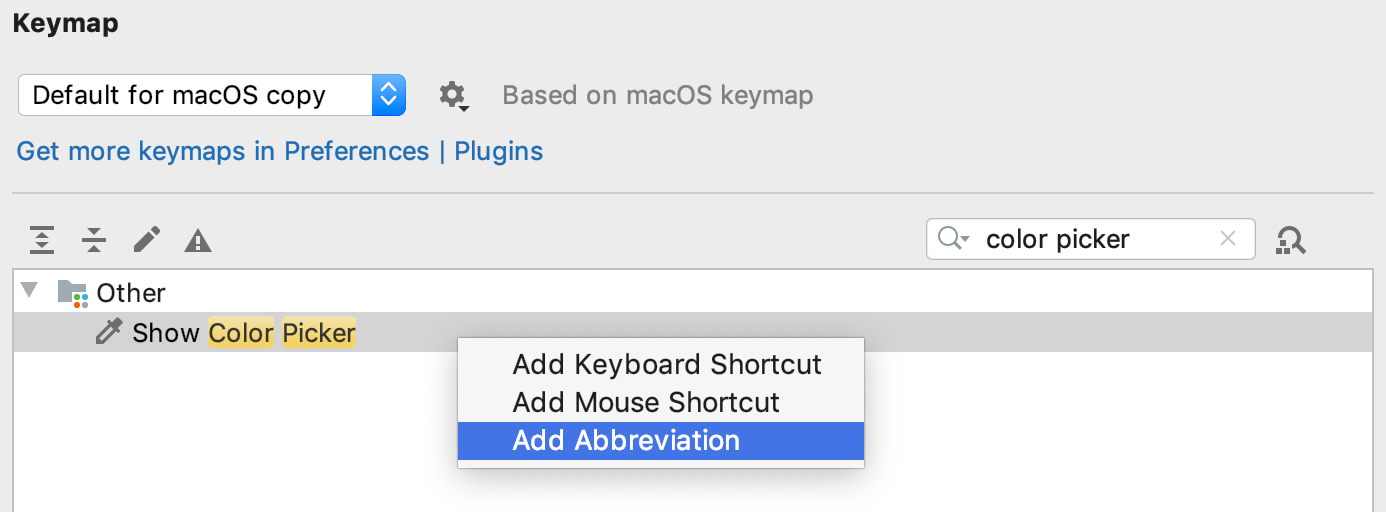 Keymap
Default for macOS copy
Based on macOS keymap
Get more keymaps in Preferences | Plugins
color picker
Other
Show Color Picker
Add Keyboard Shortcut
Add Mouse Shortcut
Add Abbreviation